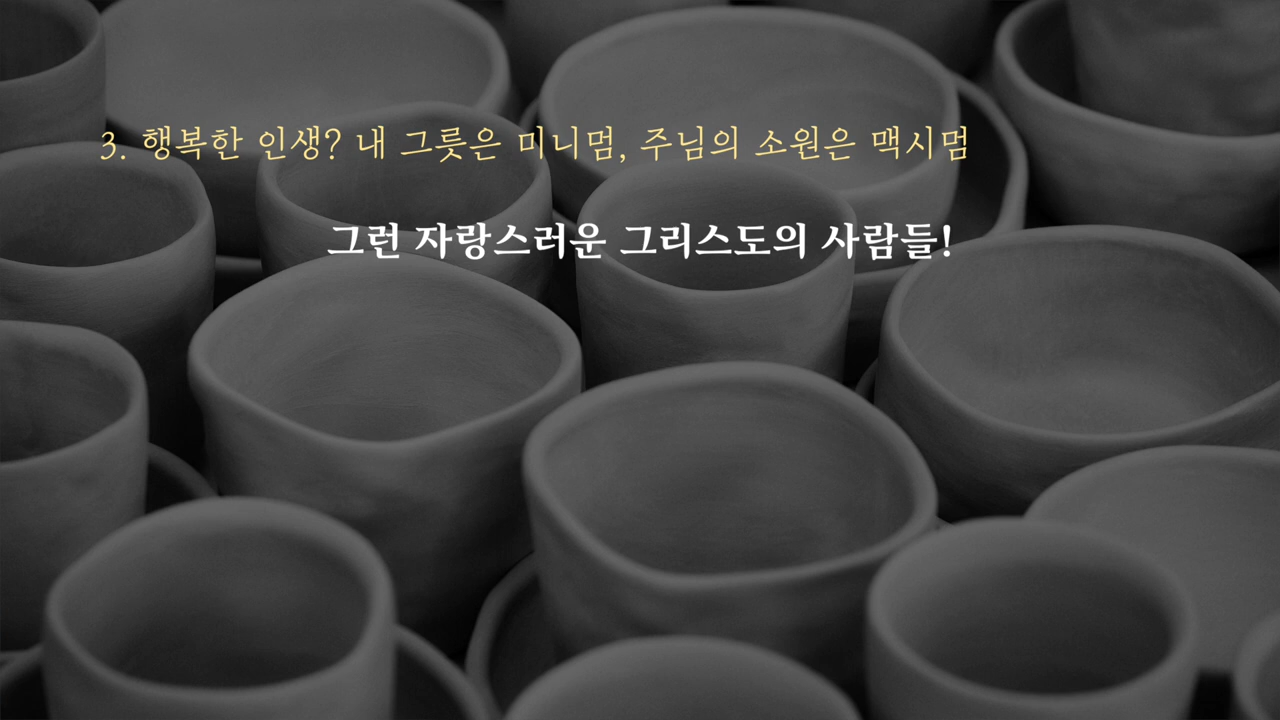 3. 행복한 인생? 내 그릇은 미니멈, 주님의 소원은 맥시멈
그런 자랑스러운 그리스도의 사람들!